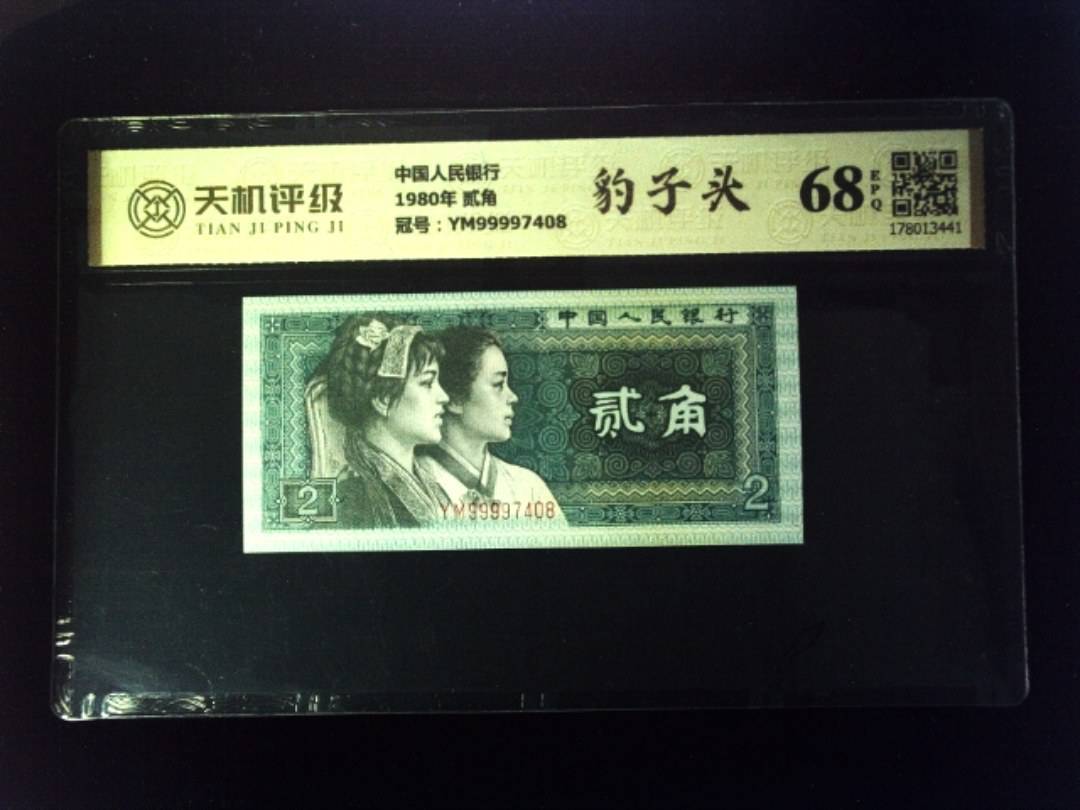 天机评级
TIAN JI PING JI
中国人民银行
1980年 贰角
冠号：YM99997408
豹子头
68
EPQ
178013441
中国人民银行
贰角
2
2
YM99997408